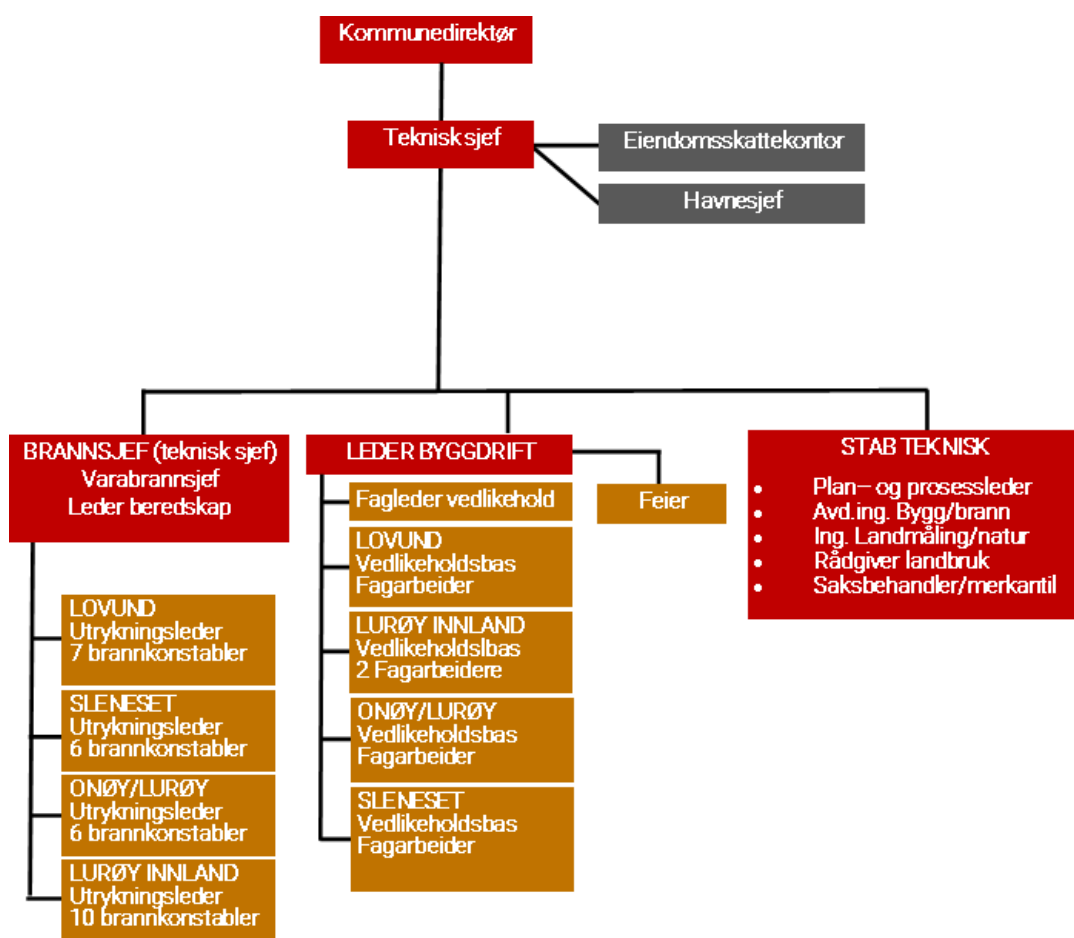 Kommunedirektør
Teknisk sjef
Eiendomsskattekontor
Havnesjef
BRANNSJEF (teknisk sjef)
Varabrannsjef
Leder beredskap
LOVUND
Utrykningsleder
7 brannkonstabler
SLENESET
Utrykningsleder
6 brannkonstabler
ONØY/LURØY
Utrykningsleder
6 brannkonstabler
LURØY INNLAND
Utrykningsleder
10 brannkonstabler
LEDER BYGGDRIFT
Fagleder vedlikehold
LOVUND
Vedlikeholdsbas
Fagarbeider
LURØY INNLAND
Vedlikeholdslbas
2 Fagarbeidere
ONØY/LURØY
Vedlikeholdsbas
Fagarbeider
SLENESET
Vedlikeholdsbas
Fagarbeider
Feier
STAB TEKNISK
• Plan– og prosessleder
• Avd.ing. Bygg/brann
• Ing. Landmåling/natur
• Rådgiver landbruk
• Saksbehandler/merkantil